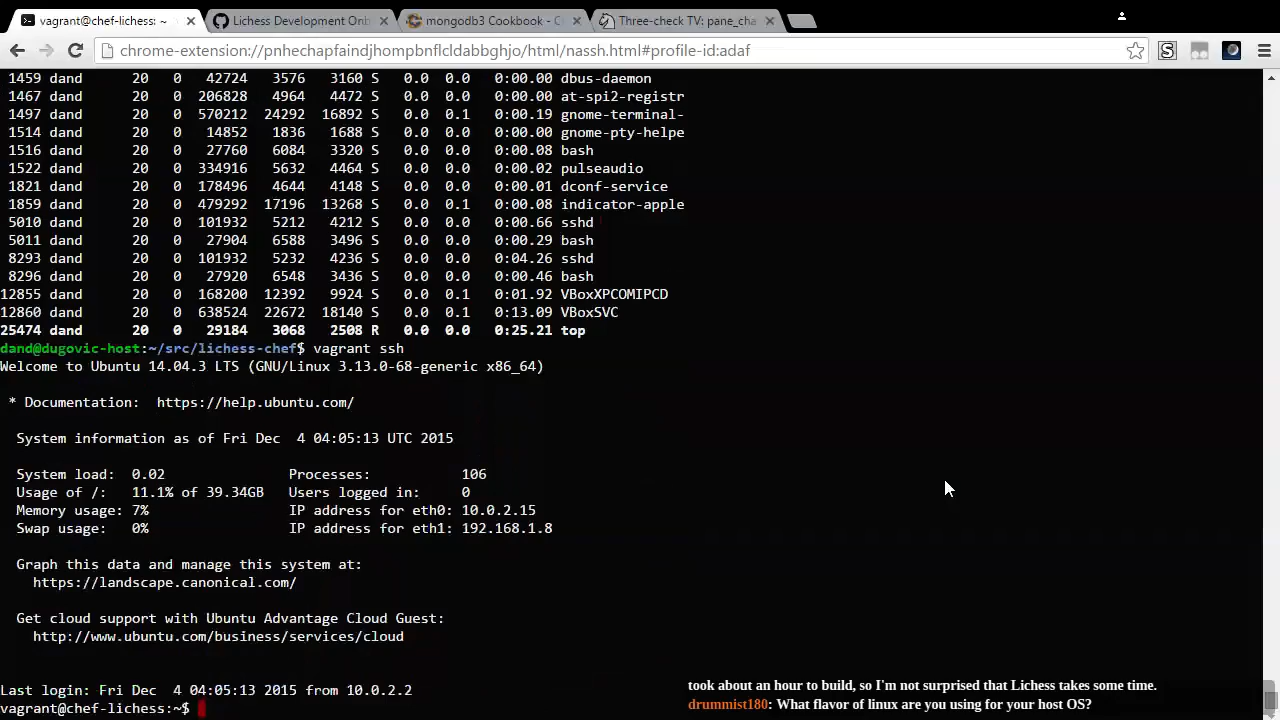 vagrant@chef-lichess: Lichess Development Onb mongodb3 Cookbook - C Three-check TV: pane_cha
chrome-extension://pnhechapfaindjhompbnflcldabbghjo/html/nassh.html#profile-id:adaf
1459 dand 20 0 42724 3576 3160 S 0.0 0.0 0:00.00 dbus-daemon
1467 dand 20 0 206828 4964 4472 S 0.0 0.0 0:00.00 at-spi2-registr
1497 dand 20 0 570212 24292 16892 S 0.0 0.1 0:00.19 gnome-terminal-
1514 dand 20 0 14852 1836 1688 S 0.0 0.0 0:00.00 gnome-pty-helpe
1516 dand 20 0 27760 6084 3320 S 0.0 0.0 0:00.08 bash
1522 dand 20 0 334916 5632 4464 S 0.0 0.0 0:00.02 pulseaudio
1821 dand 20 0 178496 4644 4148 S 0.0 0.0 0:00.01 dconf-service
1859 dand 20 0 479292 17196 13268 S 0.0 0.1 0:00.08 indicator-apple
5010 dand 20 0 101932 5212 4212 S 0.0 0.0 0:00.66 sshd
5011 dand 20 0 27904 6588 3496 S 0.0 0.0 0:00.29 bash
8293 dand 20 0 101932 5232 4236 S 0.0 0.0 0:04.26 sshd
8296 dand 20 0 27920 6548 3436 S 0.0 0.0 0:00.46 bash
12855 dand 20 0 168200 12392 9924 S 0.0 0.1 0:01.92 VBoxXPCOMIPCD
12860 dand 20 0 638524 22672 18140 S 0.0 0.1 0:13.09 VBoxSVC
25474 dand 20 0 29184 3068 2508 R 0.0 0.0 0:25.21 top
dand@dugovic-host:~/src/lichess-chef$ vagrant ssh
Welcome to Ubuntu 14.04.3 LTS (GNU/Linux 3.13.0-68-generic x86_64)
* Documentation: https://help.ubuntu.com/
System information as of Fri Dec 4 04:05:13 UTC 2015
System load: 0.02 Processes: 106
Usage of /: 11.1% of 39.34GB Users logged in: 0
Memory usage: 7% IP address for eth0: 10.0.2.15
Swap usage: 0% IP address for eth1: 192.168.1.8
Graph this data and manage this system at:
https://landscape.canonical.com/
Get cloud support with Ubuntu Advantage Cloud Guest:
http://www.ubuntu.com/business/services/cloud
Last login: Fri Dec 4 04:05:13 2015 from 10.0.2.2
vagrant@chef-lichess:~$
took about an hour to build, so I'm not surprised that Lichess takes some time.
drummist180: What flavor of linux are you using for your host OS?